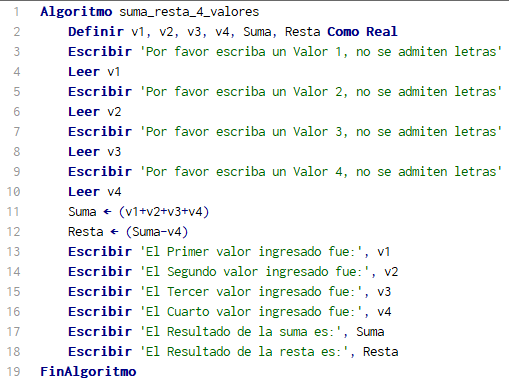 1 Algoritmo suma_resta_4_valores
2 Definir v1, v2, v3, v4, Suma, Resta Como Real
3 Escribir 'Por favor escriba un Valor 1, no se admiten letras'
4 Leer v1
5 Escribir 'Por favor escriba un Valor 2, no se admiten letras'
6 Leer v2
7 Escribir 'Por favor escriba un Valor 3, no se admiten letras'
8 Leer v3
9 Escribir 'Por favor escriba un Valor 4, no se admiten letras'
10 Leer v4
11 Suma ← (v1+v2+v3+v4)
12 Resta ← (Suma-v4)
13 Escribir 'El Primer valor ingresado fue:', v1
14 Escribir 'El Segundo valor ingresado fue:', v2
15 Escribir 'El Tercer valor ingresado fue:', v3
16 Escribir 'El Cuarto valor ingresado fue:', v4
17 Escribir 'El Resultado de la suma es:', Suma
18 Escribir 'El Resultado de la resta es:', Resta
19 FinAlgoritmo